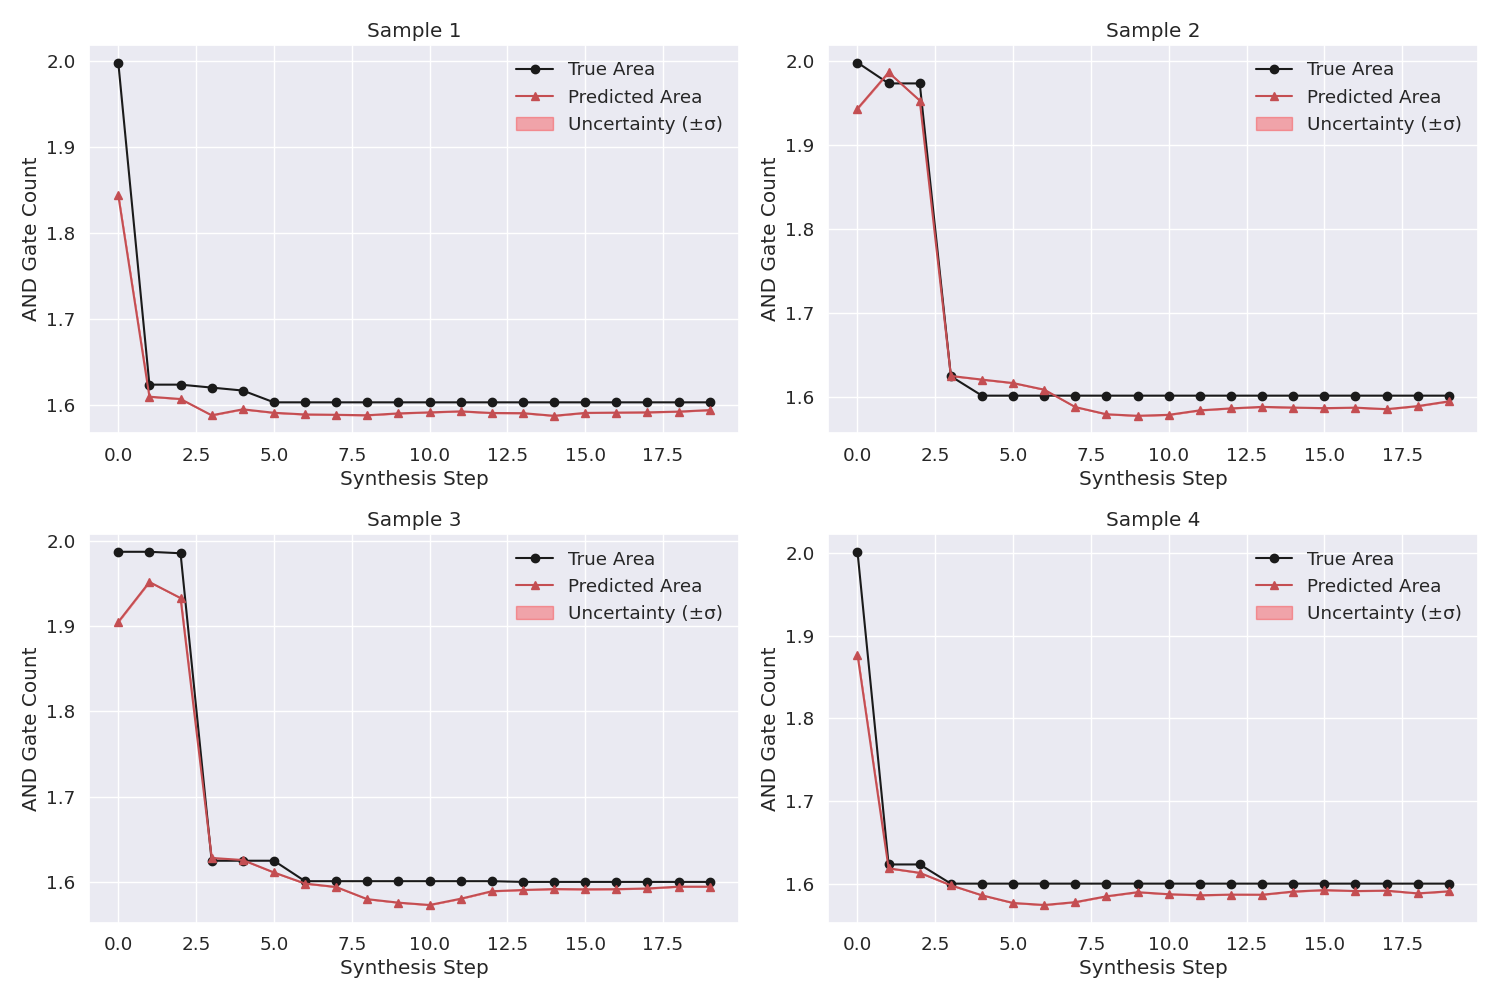 Sample 1
2.0
1.9
1.8
1.7
1.6
AND Gate Count
True Area
Predicted Area
Uncertainty (±σ)
0.0 2.5 5.0 7.5 10.0 12.5 15.0 17.5
Synthesis Step
Sample 2
2.0
1.9
1.8
1.7
1.6
AND Gate Count
True Area
Predicted Area
Uncertainty (±σ)
0.0 2.5 5.0 7.5 10.0 12.5 15.0 17.5
Synthesis Step
Sample 3
2.0
1.9
1.8
1.7
1.6
AND Gate Count
True Area
Predicted Area
Uncertainty (±σ)
0.0 2.5 5.0 7.5 10.0 12.5 15.0 17.5
Synthesis Step
Sample 4
2.0
1.9
1.8
1.7
1.6
AND Gate Count
True Area
Predicted Area
Uncertainty (±σ)
0.0 2.5 5.0 7.5 10.0 12.5 15.0 17.5
Synthesis Step